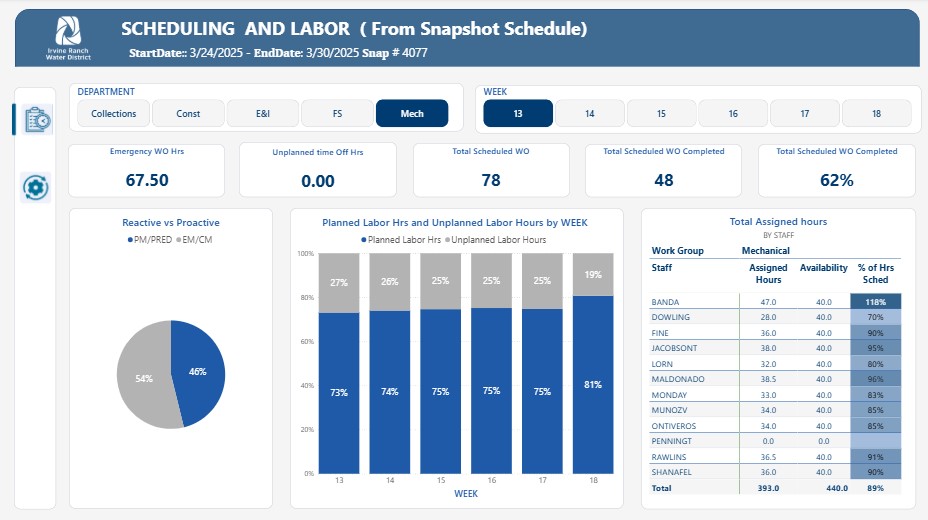 SCHEDULING AND LABOR ( From Snapshot Schedule)
Irvine Ranch
Water District
StartDate:: 3/24/2025 - EndDate: 3/30/2025 Snap # 4077
DEPARTMENT
Collections Const E&I FS Mech
WEEK
13 14 15 16 17 18
Emergency WO Hrs
67.50
Unplanned time Off Hrs
0.00
Total Scheduled WO
78
Total Scheduled WO Completed
48
Total Scheduled WO Completed
62%
Reactive vs Proactive
PM/PRED EM/CM
54% 46%
Planned Labor Hrs and Unplanned Labor Hours by WEEK
Planned Labor Hrs Unplanned Labor Hours
100%
80%
60%
40%
20%
0%
27% 26% 25% 25% 25% 19%
73% 74% 75% 75% 75% 81%
13 14 15 16 17 18
WEEK
Total Assigned hours
BY STAFF
Work Group Mechanical
Staff Assigned Hours Availability % of Hrs Sched
BANDA 47.0 40.0 118%
DOWLING 28.0 40.0 70%
FINE 36.0 40.0 90%
JACOBSONT 38.0 40.0 95%
LORN 32.0 40.0 80%
MALDONADO 38.5 40.0 96%
MONDAY 33.0 40.0 83%
MUNOZV 34.0 40.0 85%
ONTIVEROS 34.0 40.0 85%
PENNINGT 0.0 0.0
RAWLINS 36.5 40.0 91%
SHANAFEL 36.0 40.0 90%
Total 393.0 440.0 89%